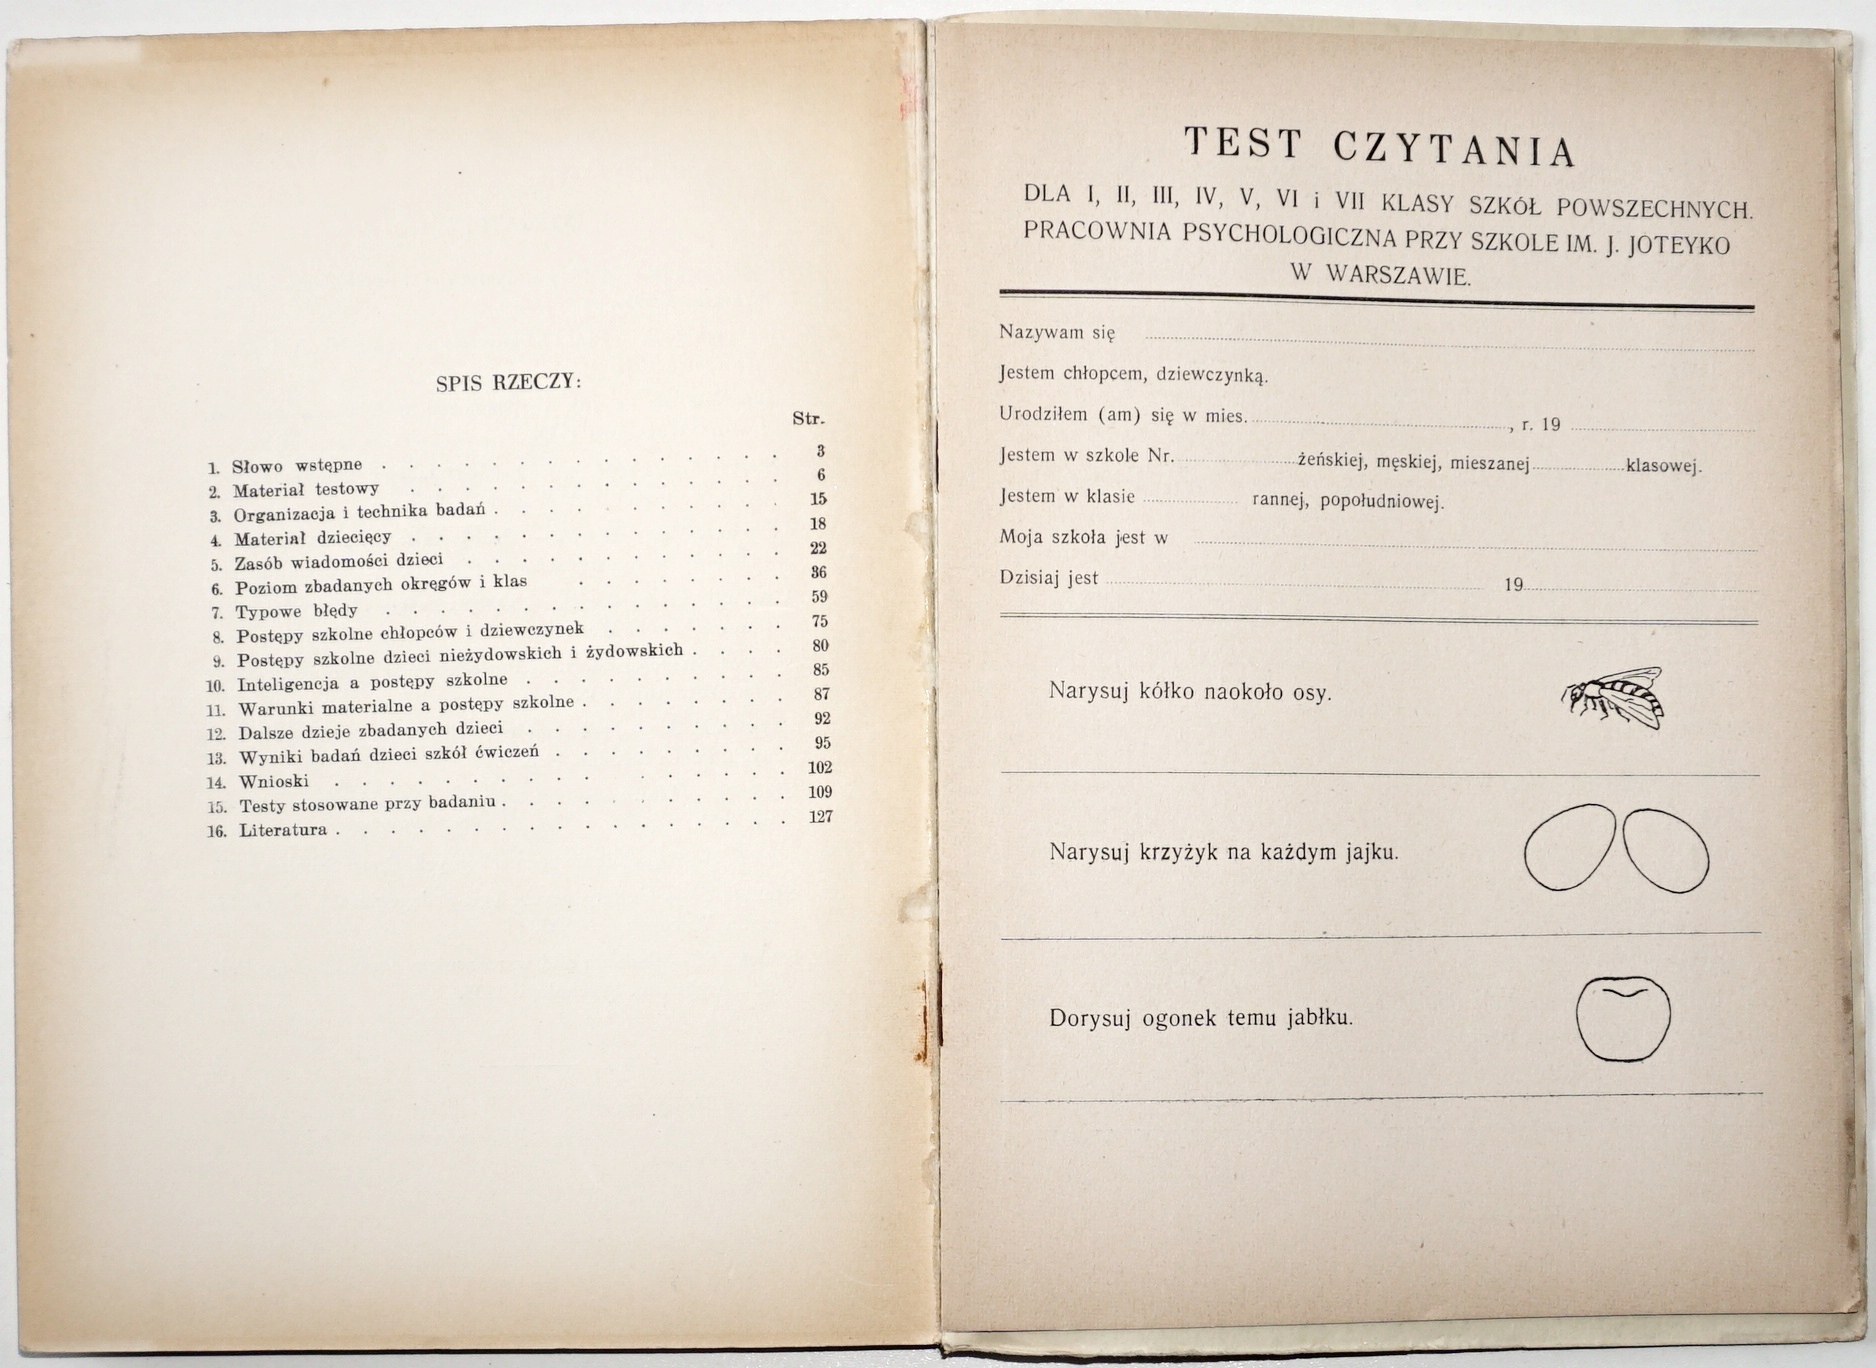 SPIS RZECZY:
Str.
1. Słowo wstępne . . . . . . . . . . . . . . . 3
2. Materiał testowy . . . . . . . . . . . . . . 6
3. Organizacja i technika badań . . . . . . . . . . . 15
4. Materiał dziecięcy . . . . . . . . . . . . . . 18
5. Zasób wiadomości dzieci . . . . . . . . . . . . 22
6. Poziom zbadanych okręgów i klas . . . . . . . . 36
7. Typowe błędy . . . . . . . . . . . . . . . 59
8. Postępy szkolne chłopców i dziewczynek . . . . . . . 75
9. Postępy szkolne dzieci nieżydowskich i żydowskich . . . . 80
10. Inteligencja a postępy szkolne . . . . . . . . . . 85
11. Warunki materialne a postępy szkolne . . . . . . . . 87
12. Dalsze dzieje zbadanych dzieci . . . . . . . . . . 92
13. Wyniki badań dzieci szkół ćwiczeń . . . . . . . . . 95
14. Wnioski . . . . . . . . . . . . . . . . 102
15. Testy stosowane przy badaniu . . . . . . . . . . . 109
16. Literatura . . . . . . . . . . . . . . . . . 127
TEST CZYTANIA
DLA I, II, III, IV, V, VI i VII KLASY SZKÓŁ POWSZECHNYCH.
PRACOWNIA PSYCHOLOGICZNA PRZY SZKOLE IM. J. JOTEYKO
W WARSZAWIE.
Nazywam się ....................
Jestem chłopcem, dziewczynką.
Urodziłem (am) się w mies. ...................., r. 19 ....................
Jestem w szkole Nr. .................... żeńskiej, męskiej, mieszanej .................... klasowej.
Jestem w klasie .................... rannej, popołudniowej.
Moja szkoła jest w ....................
Dzisiaj jest .................... 19....................
Narysuj kółko naokoło osy.
Narysuj krzyżyk na każdym jajku.
Dorysuj ogonek temu jabłku.